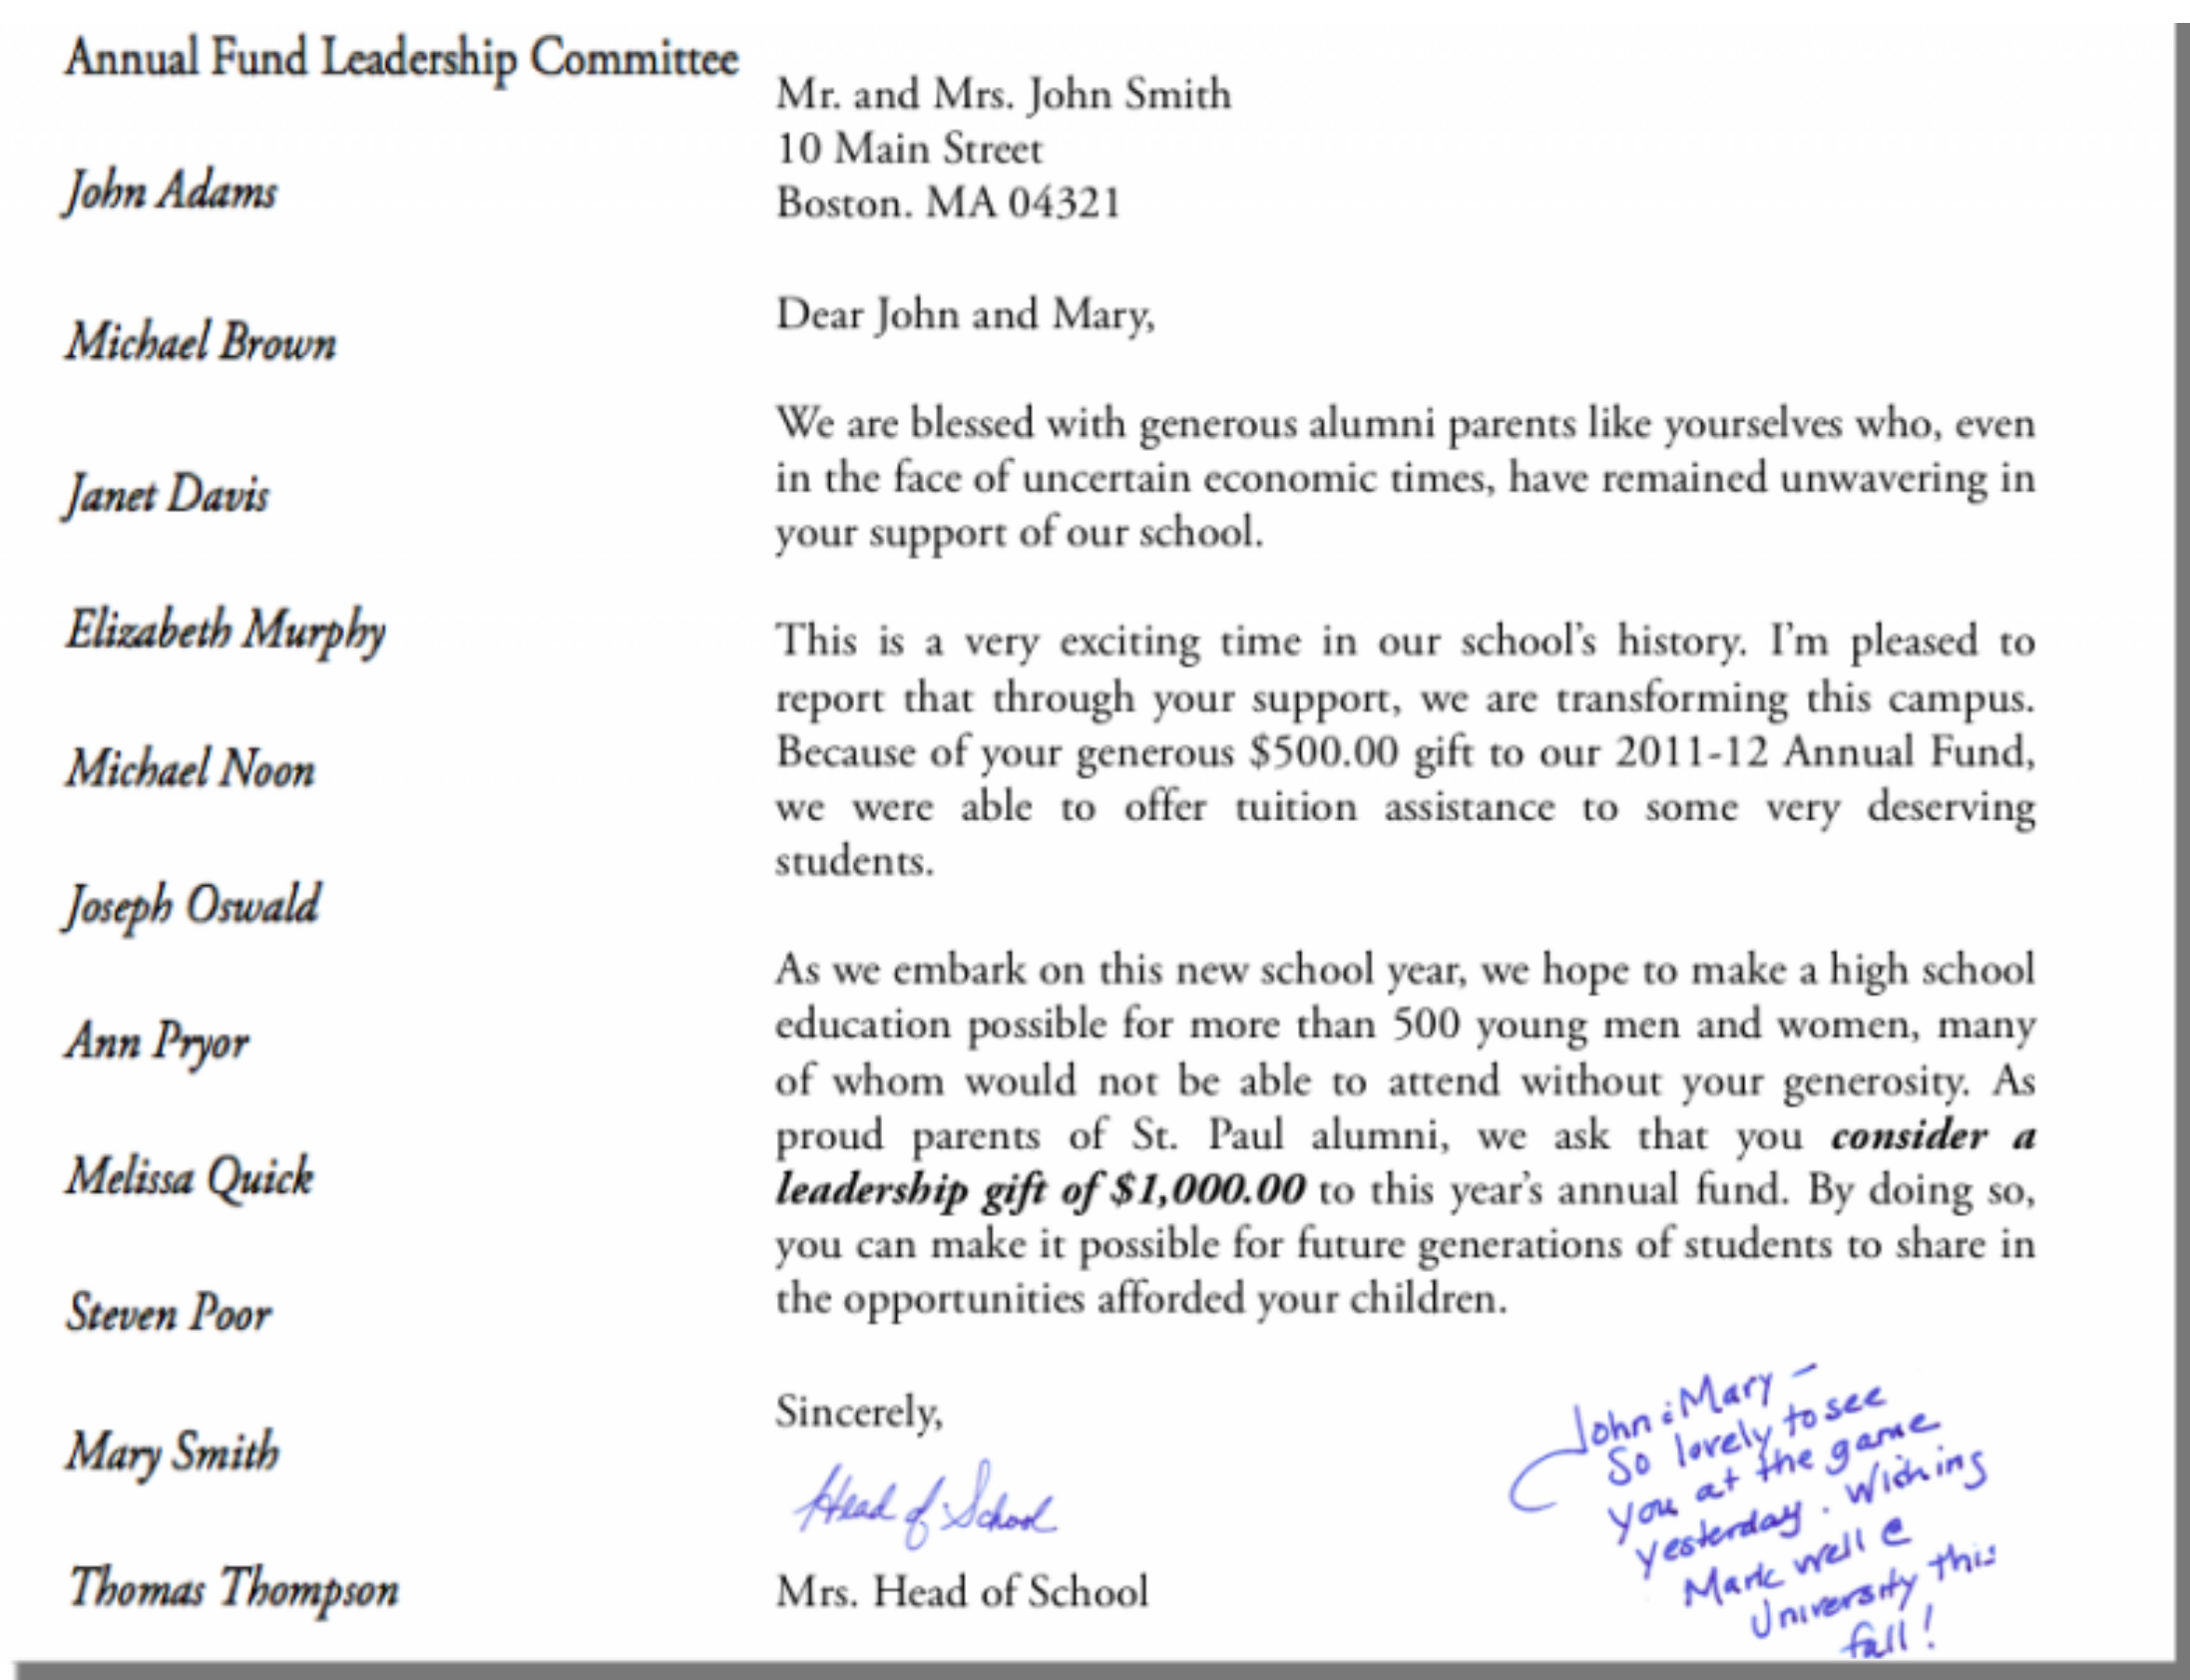 Annual Fund Leadership Committee
John Adams
Michael Brown
Janet Davis
Elizabeth Murphy
Michael Noon
Joseph Oswald
Ann Pryor
Melissa Quick
Steven Poor
Mary Smith
Thomas Thompson
Mr. and Mrs. John Smith
10 Main Street
Boston. MA 04321
Dear John and Mary,
We are blessed with generous alumni parents like yourselves who, even
in the face of uncertain economic times, have remained unwavering in
your support of our school.
This is a very exciting time in our school's history. I'm pleased to
report that through your support, we are transforming this campus.
Because of your generous $500.00 gift to our 2011-12 Annual Fund,
we were able to offer tuition assistance to some very deserving
students.
As we embark on this new school year, we hope to make a high school
education possible for more than 500 young men and women, many
of whom would not be able to attend without your generosity. As
proud parents of St. Paul alumni, we ask that you consider a
leadership gift of $1,000.00 to this year's annual fund. By doing so,
you can make it possible for future generations of students to share in
the opportunities afforded your children.
Sincerely,
Head of School
Mrs. Head of School
John & Mary -
So lovely to see
you at the game
yesterday. Wishing
Mark well @
University this
fall!